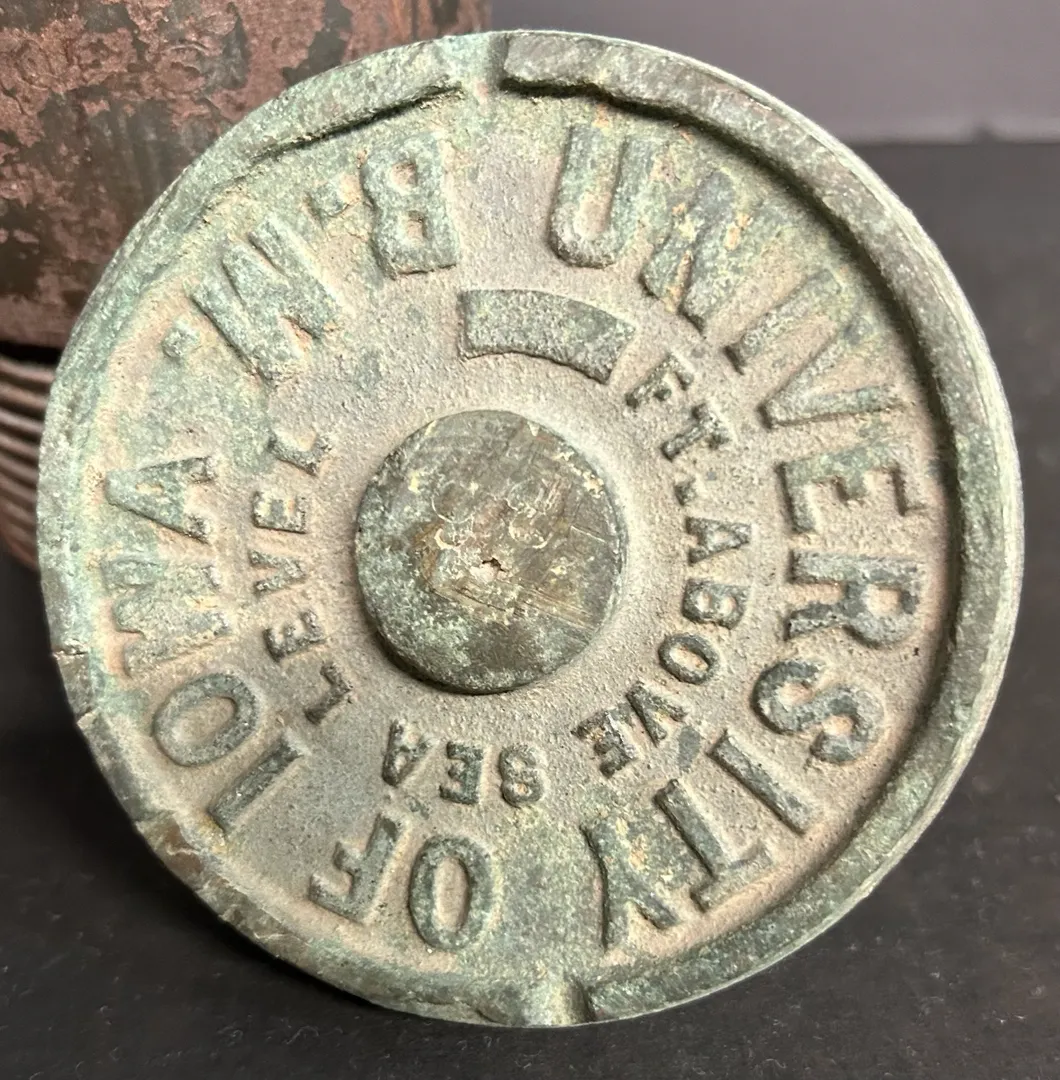 UNIVERSITY OF IOWA. B.M.
FT. ABOVE SEA LEVEL